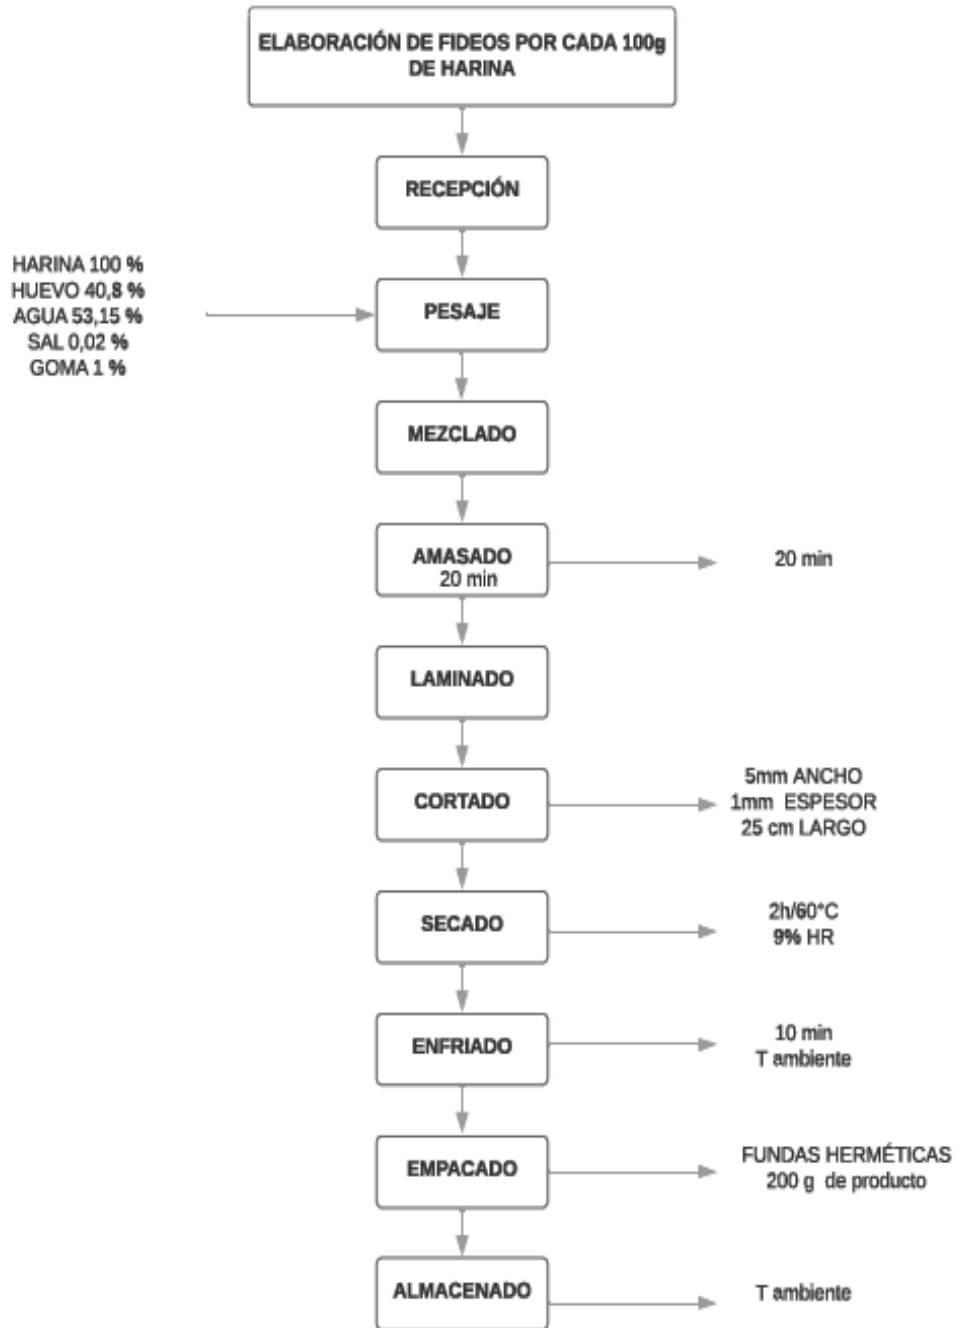 ELABORACIÓN DE FIDEOS POR CADA 100g
DE HARINA
RECEPCIÓN
HARINA 100 %
HUEVO 40,8 %
AGUA 53,15 %
SAL 0,02 %
GOMA 1 %
PESAJE
MEZCLADO
AMASADO
20 min
20 min
LAMINADO
CORTADO
5mm ANCHO
1mm ESPESOR
25 cm LARGO
SECADO
2h/60°C
9% HR
ENFRIADO
10 min
T ambiente
EMPACADO
FUNDAS HERMÉTICAS
200 g de producto
ALMACENADO
T ambiente